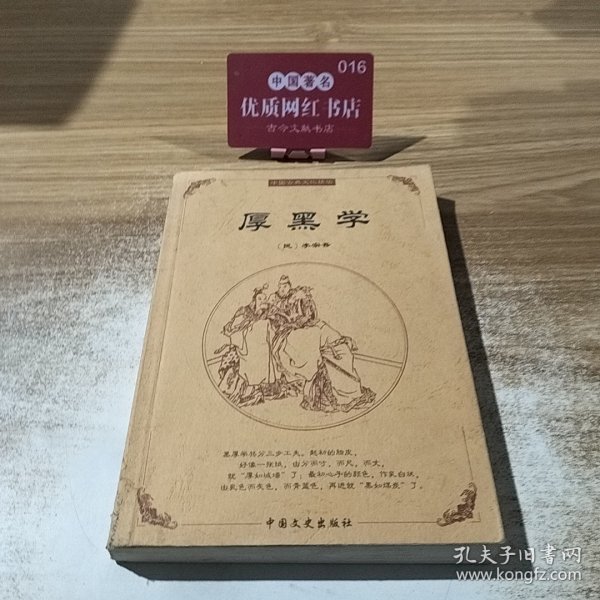 016
中国著名
优质网红书店
古今文献书店
中国古典文化精华
厚黑学
（民）李宗吾
黑厚学共分三步工夫。起初的脸皮，
好像一张纸，由分而寸，而尺，而丈，
就“厚如城墙”了；最初心子的颜色，作乳白状，
由乳色而灰色，而青蓝色，再进就“黑如煤炭”了。
中国文史出版社
孔夫子旧书网
www.kongfz.com